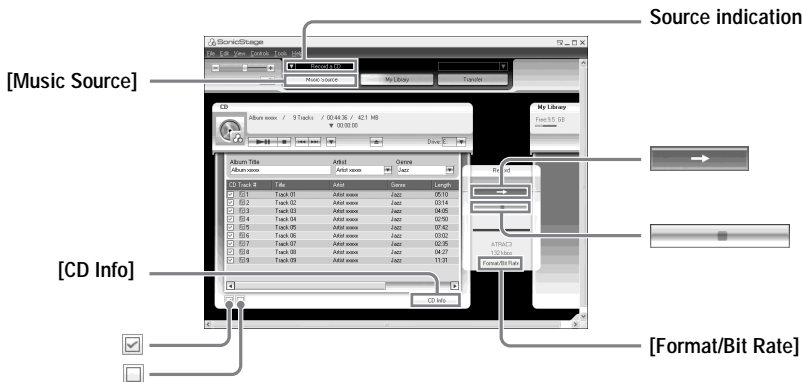 Source indication
SonicStage
File Edit View Controls Tools Help
Record a CD
[Music Source]
Music Source My Library Transfer
CD
My Library
Album xxxxx / 9 Tracks / 00:44:36 / 42.1 MB
00:00:00
Free:9.5 GB
Drive: E
Album Title Artist Genre
Album xxxxx Artist xxxxx Jazz
Record
CD Track # Title Artist Genre Length
1 Track 01 Artist xxxxx Jazz 05:10
2 Track 02 Artist xxxxx Jazz 03:14
3 Track 03 Artist xxxxx Jazz 04:05
4 Track 04 Artist xxxxx Jazz 02:50
5 Track 05 Artist xxxxx Jazz 07:42
6 Track 06 Artist xxxxx Jazz 03:02
7 Track 07 Artist xxxxx Jazz 02:35
8 Track 08 Artist xxxxx Jazz 04:27
9 Track 09 Artist xxxxx Jazz 11:31
ATRAC3
132 kbps
Format/Bit Rate
[CD Info]
CD Info
[Format/Bit Rate]